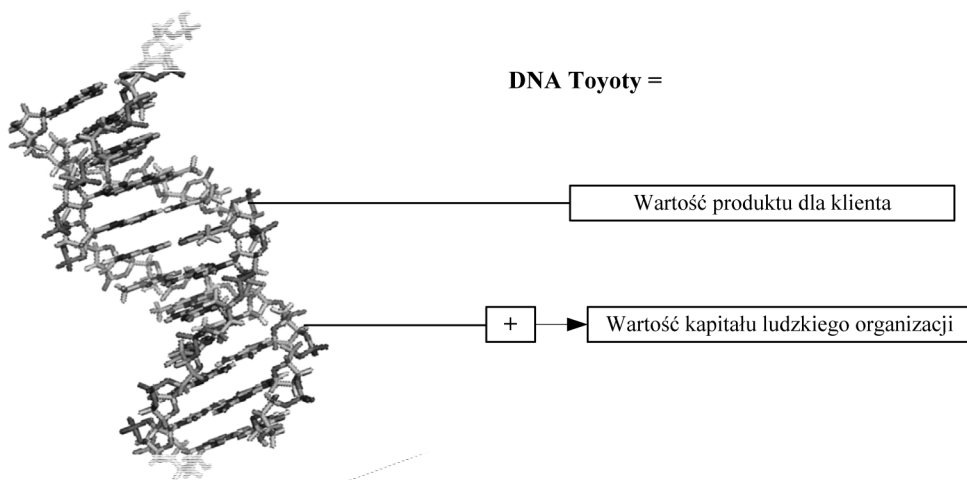 DNA Toyoty =
Wartość produktu dla klienta
+
Wartość kapitału ludzkiego organizacji